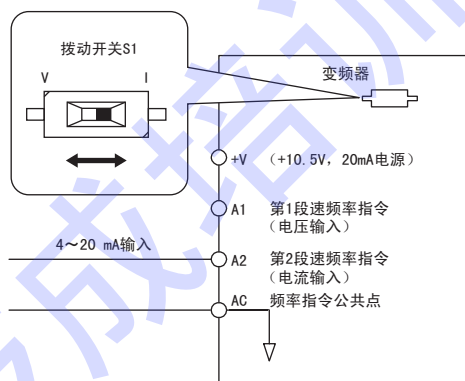 拨动开关S1
V
I
变频器
+V （+10.5V，20mA电源）
A1 第1段速频率指令
（电压输入）
4～20 mA输入
A2 第2段速频率指令
（电流输入）
AC 频率指令公共点
成培训